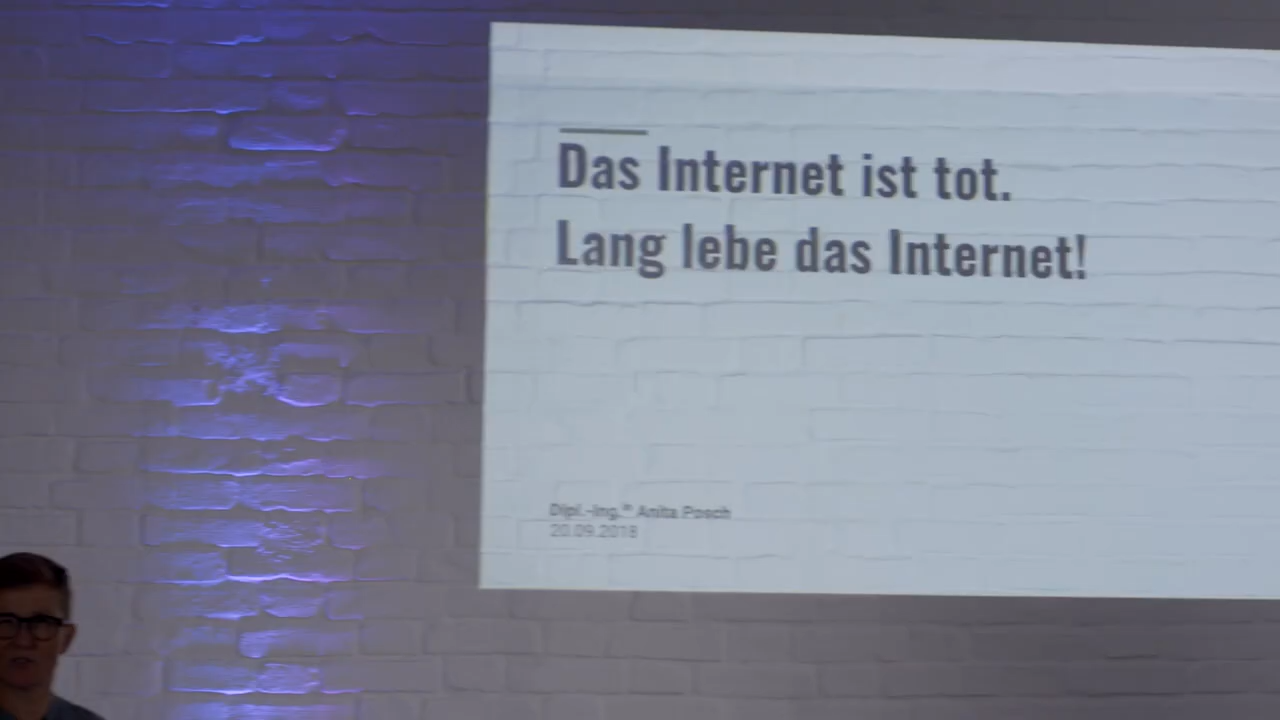 Das Internet ist tot.
Lang lebe das Internet!
Dipl.-Ing.ⁱⁿ Anita Posch
20.09.2018